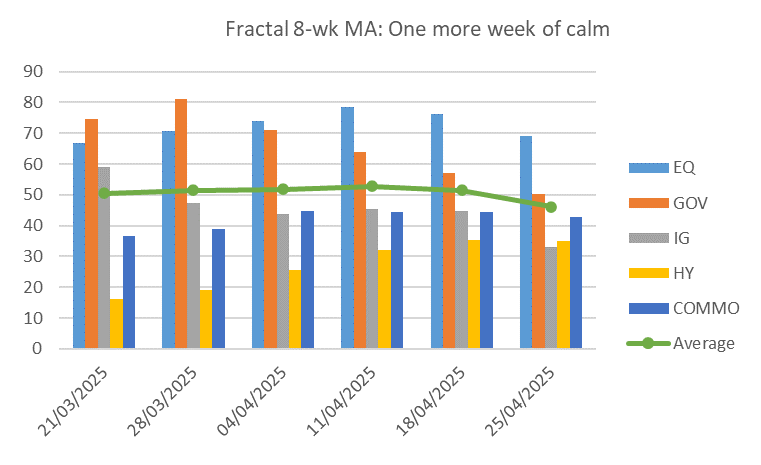 Fractal 8-wk MA: One more week of calm
90
80
70
60
50
40
30
20
10
0
21/03/2025
28/03/2025
04/04/2025
11/04/2025
18/04/2025
25/04/2025
EQ
GOV
IG
HY
COMMO
Average